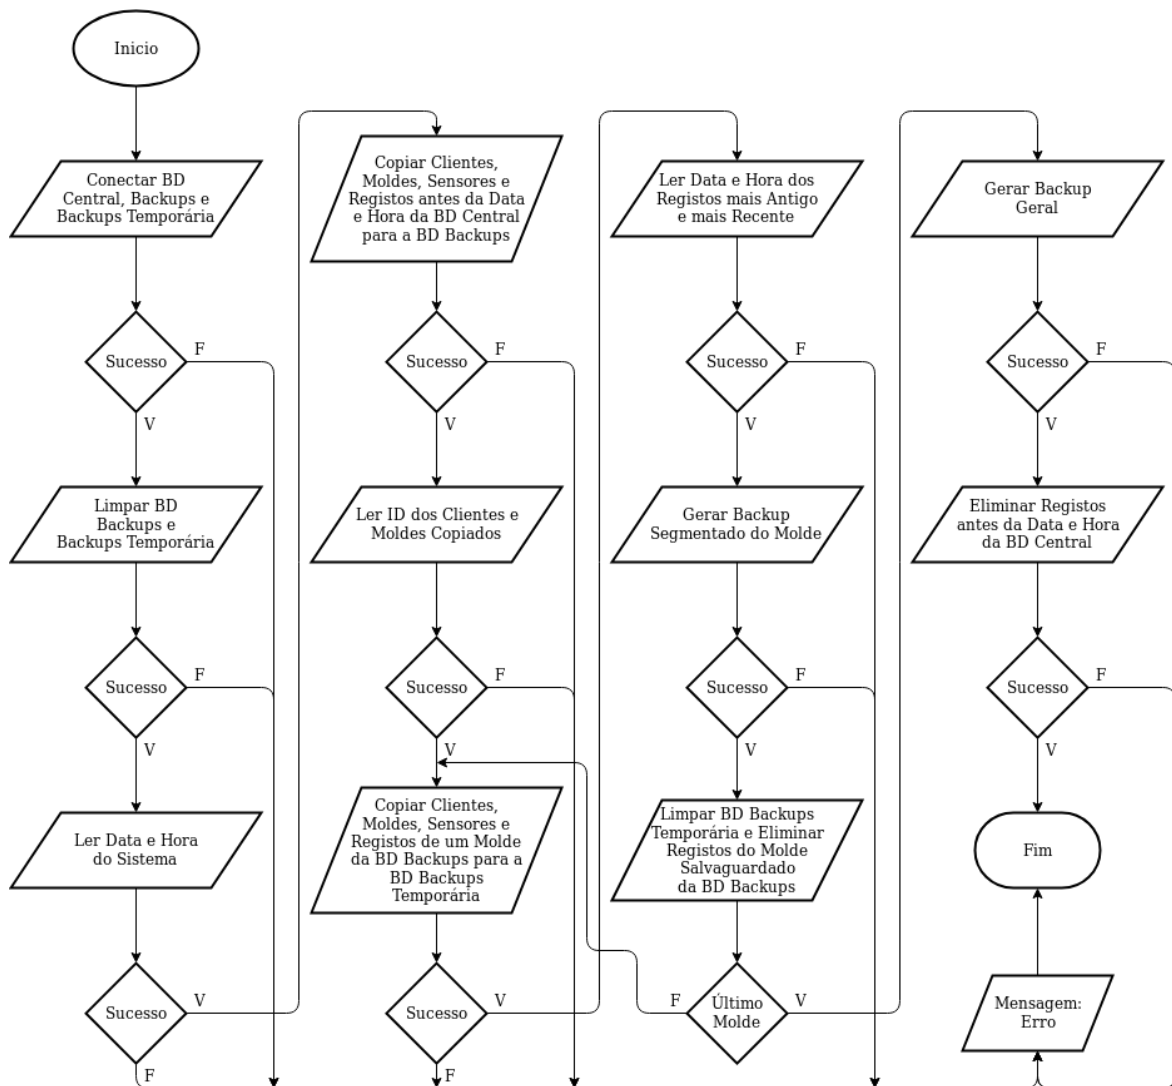 Inicio
Conectar BD
Central, Backups e
Backups Temporária
Sucesso
F
V
Limpar BD
Backups e
Backups Temporária
Sucesso
F
V
Ler Data e Hora
do Sistema
Sucesso
V
F
Copiar Clientes,
Moldes, Sensores e
Registos antes da Data
e Hora da BD Central
para a BD Backups
Sucesso
F
V
Ler ID dos Clientes e
Moldes Copiados
Sucesso
F
V
Copiar Clientes,
Moldes, Sensores e
Registos de um Molde
da BD Backups para a
BD Backups
Temporária
Sucesso
V
F
Ler Data e Hora dos
Registos mais Antigo
e mais Recente
Sucesso
F
V
Gerar Backup
Segmentado do Molde
Sucesso
F
V
Limpar BD Backups
Temporária e Eliminar
Registos do Molde
Salvaguardado
da BD Backups
F
Último
Molde
V
Gerar Backup
Geral
Sucesso
F
V
Eliminar Registos
antes da Data e Hora
da BD Central
Sucesso
F
V
Fim
Mensagem:
Erro